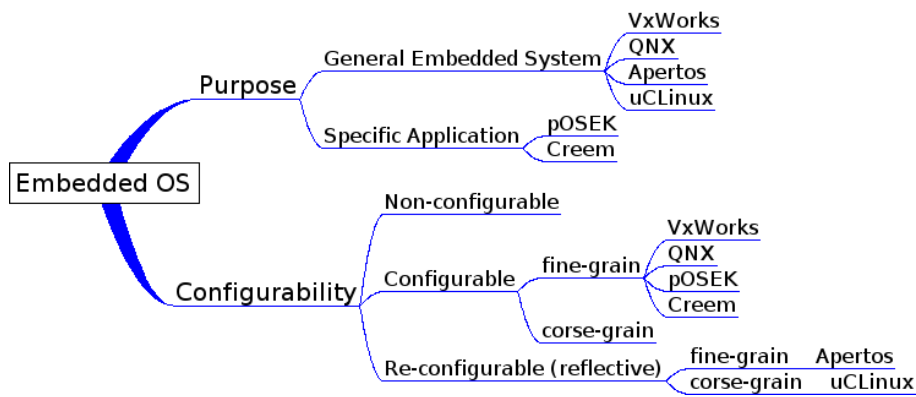 Embedded OS
Purpose
General Embedded System
VxWorks
QNX
Apertos
uCLinux
Specific Application
pOSEK
Creem
Configurability
Non-configurable
Configurable
fine-grain
VxWorks
QNX
pOSEK
Creem
corse-grain
Re-configurable (reflective)
fine-grain Apertos
corse-grain uCLinux